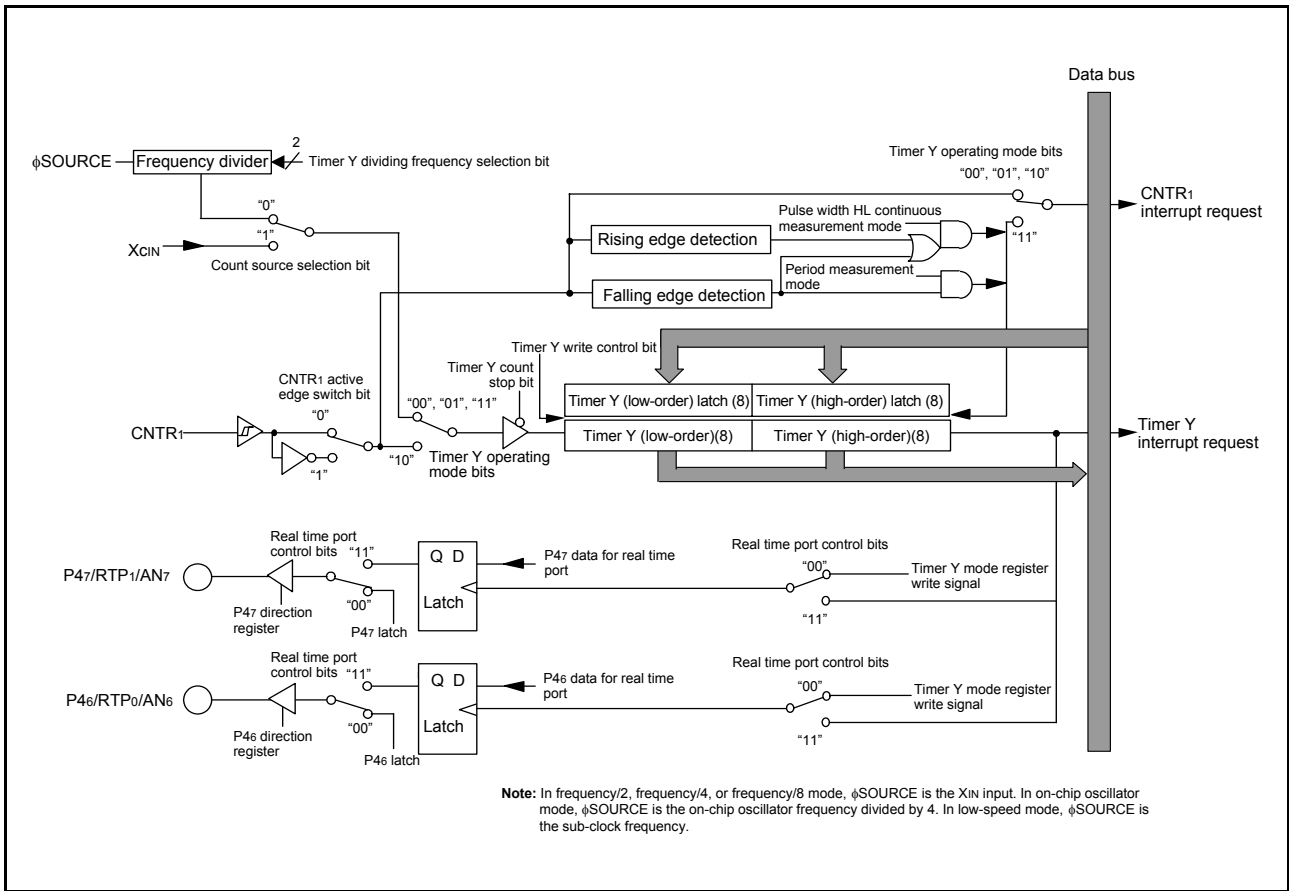 Data bus
2
φSOURCE
Frequency divider
Timer Y dividing frequency selection bit
Timer Y operating mode bits
“00”, “01”, “10”
CNTR1
interrupt request
“0”
“1”
XCIN
Count source selection bit
Pulse width HL continuous
measurement mode
“11”
Rising edge detection
Period measurement
mode
Falling edge detection
Timer Y write control bit
Timer Y count
stop bit
CNTR1 active
edge switch bit
“00”, “01”, “11”
Timer Y (low-order) latch (8)
Timer Y (high-order) latch (8)
“0”
CNTR1
Timer Y (low-order)(8)
Timer Y (high-order)(8)
Timer Y
interrupt request
“10”
Timer Y operating
mode bits
“1”
Real time port
control bits
“11”
Q D
P47 data for real time
port
Real time port control bits
“00”
Timer Y mode register
write signal
P47/RTP1/AN7
“00”
Latch
P47 direction
register
P47 latch
“11”
Real time port
control bits
“11”
Q D
P46 data for real time
port
Real time port control bits
“00”
Timer Y mode register
write signal
P46/RTP0/AN6
“00”
Latch
P46 direction
register
P46 latch
“11”
Note: In frequency/2, frequency/4, or frequency/8 mode, φSOURCE is the XIN input. In on-chip oscillator
mode, φSOURCE is the on-chip oscillator frequency divided by 4. In low-speed mode, φSOURCE is
the sub-clock frequency.